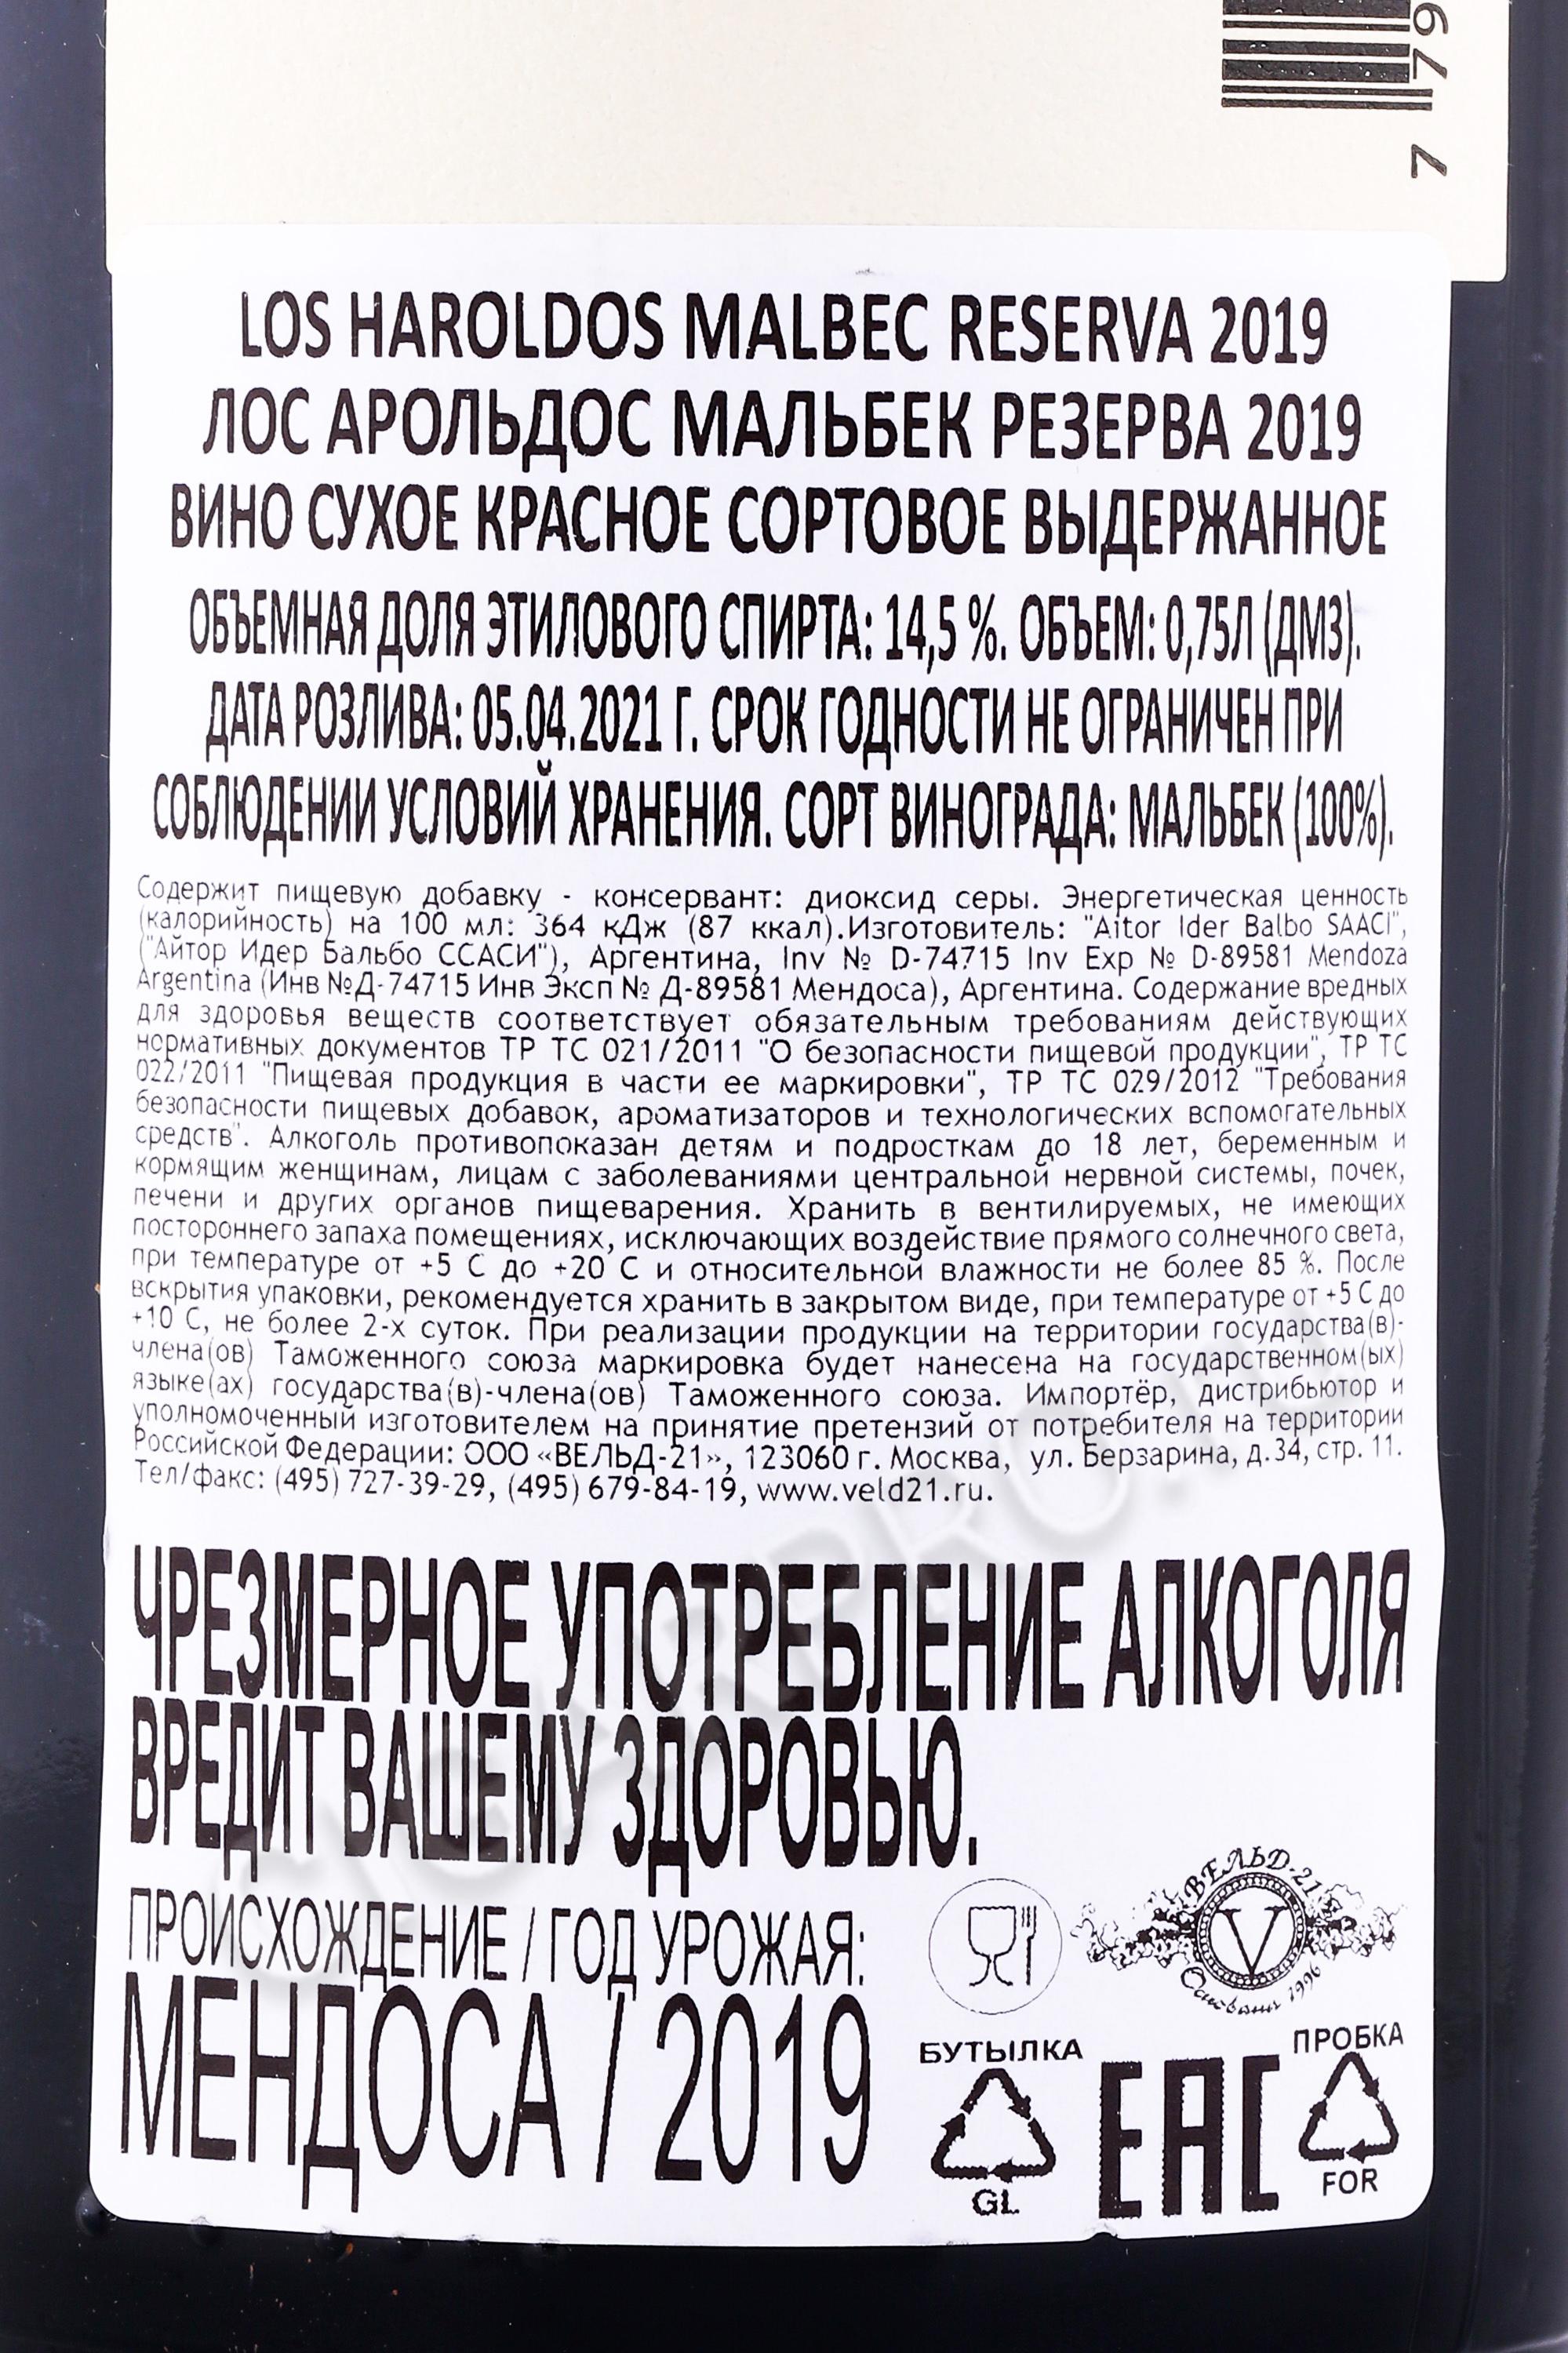 7 79
LOS HAROLDOS MALBEC RESERVA 2019
ЛОС АРОЛЬДОС МАЛЬБЕК РЕЗЕРВА 2019
ВИНО СУХОЕ КРАСНОЕ СОРТОВОЕ ВЫДЕРЖАННОЕ
ОБЪЕМНАЯ ДОЛЯ ЭТИЛОВОГО СПИРТА: 14,5 %. ОБЪЕМ: 0,75Л (ДМ3).
ДАТА РОЗЛИВА: 05.04.2021 Г. СРОК ГОДНОСТИ НЕ ОГРАНИЧЕН ПРИ
СОБЛЮДЕНИИ УСЛОВИЙ ХРАНЕНИЯ. СОРТ ВИНОГРАДА: МАЛЬБЕК (100%).
Содержит пищевую добавку - консервант: диоксид серы. Энергетическая ценность
(калорийность) на 100 мл: 364 кДж (87 ккал).Изготовитель: "Aitor Ider Balbo SAACI",
("Айтор Идер Бальбо ССАСИ"), Аргентина, Inv № D-74715 Inv Exp № D-89581 Mendoza
Argentina (Инв №Д-74715 Инв Эксп № Д-89581 Мендоса), Аргентина. Содержание вредных
для здоровья веществ соответствует обязательным требованиям действующих
нормативных документов ТР ТС 021/2011 "О безопасности пищевой продукции", ТР ТС
022/2011 "Пищевая продукция в части ее маркировки", ТР ТС 029/2012 "Требования
безопасности пищевых добавок, ароматизаторов и технологических вспомогательных
средств". Алкоголь противопоказан детям и подросткам до 18 лет, беременным и
кормящим женщинам, лицам с заболеваниями центральной нервной системы, почек,
печени и других органов пищеварения. Хранить в вентилируемых, не имеющих
постороннего запаха помещениях, исключающих воздействие прямого солнечного света,
при температуре от +5 С до +20 С и относительной влажности не более 85 %. После
вскрытия упаковки, рекомендуется хранить в закрытом виде, при температуре от +5 С до
+10 С, не более 2-х суток. При реализации продукции на территории государства(в)-
члена(ов) Таможенного союза маркировка будет нанесена на государственном(ых)
языке(ах) государства(в)-члена(ов) Таможенного союза. Импортёр, дистрибьютор и
уполномоченный изготовителем на принятие претензий от потребителя на территории
Российской Федерации: ООО «ВЕЛЬД-21», 123060 г. Москва, ул. Берзарина, д.34, стр. 11.
Тел/факс: (495) 727-39-29, (495) 679-84-19, www.veld21.ru.
ЧРЕЗМЕРНОЕ УПОТРЕБЛЕНИЕ АЛКОГОЛЯ
ВРЕДИТ ВАШЕМУ ЗДОРОВЬЮ.
ПРОИСХОЖДЕНИЕ / ГОД УРОЖАЯ:
МЕНДОСА / 2019
ВЕЛЬД-21
V
1996
БУТЫЛКА
GL
EAC
ПРОБКА
FOR